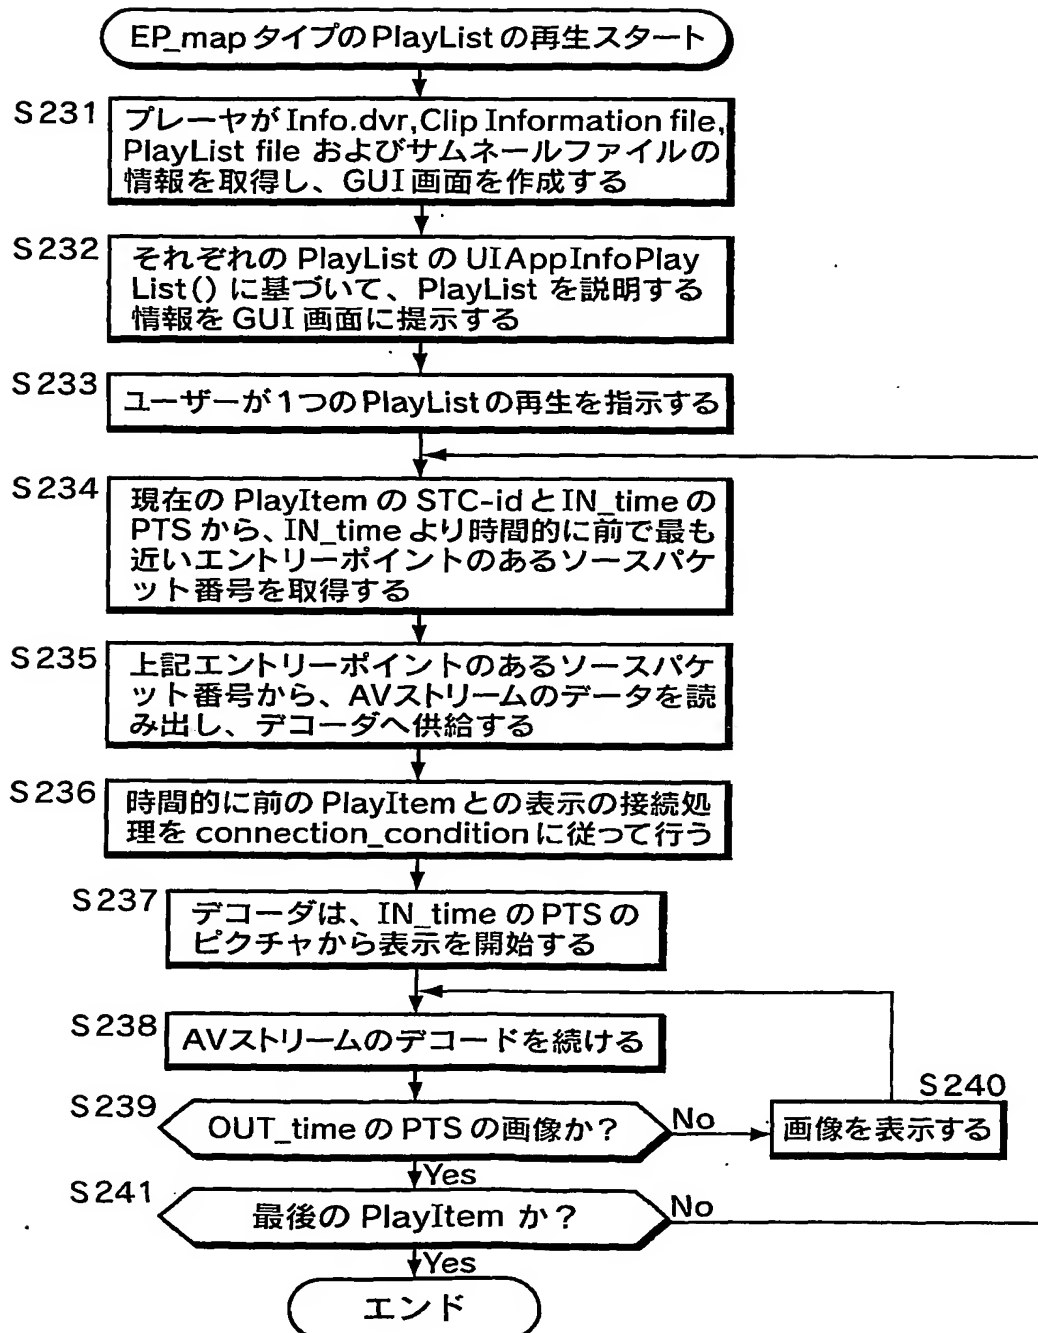 EP_mapタイプのPlayListの再生スタート
S231
プレーヤがInfo.dvr,Clip Information file,
PlayList file およびサムネールファイルの
情報を取得し、GUI画面を作成する
S232
それぞれの PlayList の UIAppInfoPlay
List() に基づいて、PlayList を説明する
情報を GUI 画面に提示する
S233
ユーザーが1つのPlayListの再生を指示する
S234
現在の PlayItem の STC-id と IN_time の
PTS から、IN_time より時間的に前で最も
近いエントリーポイントのあるソースパケ
ット番号を取得する
S235
上記エントリーポイントのあるソースパケ
ット番号から、AVストリームのデータを読
み出し、デコーダへ供給する
S236
時間的に前の PlayItem との表示の接続処
理を connection_condition に従って行う
S237
デコーダは、IN_time の PTS の
ピクチャから表示を開始する
S238
AVストリームのデコードを続ける
S239
OUT_time の PTS の画像か?
No
S240
画像を表示する
Yes
S241
最後の PlayItem か?
No
Yes
エンド